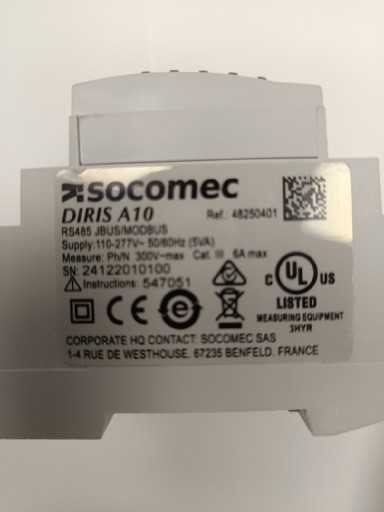 socomec
DIRIS A10
Ref.: 48250401
RS485 JBUS/MODBUS
Supply:110-277V~ 50/60Hz (5VA)
Measure: Ph/N 300V~max Cat. III 6A max
SN: 24122010100
Instructions: 547051
C UL US
LISTED
MEASURING EQUIPMENT
3HYR
CE
CORPORATE HQ CONTACT: SOCOMEC SAS
1-4 RUE DE WESTHOUSE. 67235 BENFELD. FRANCE